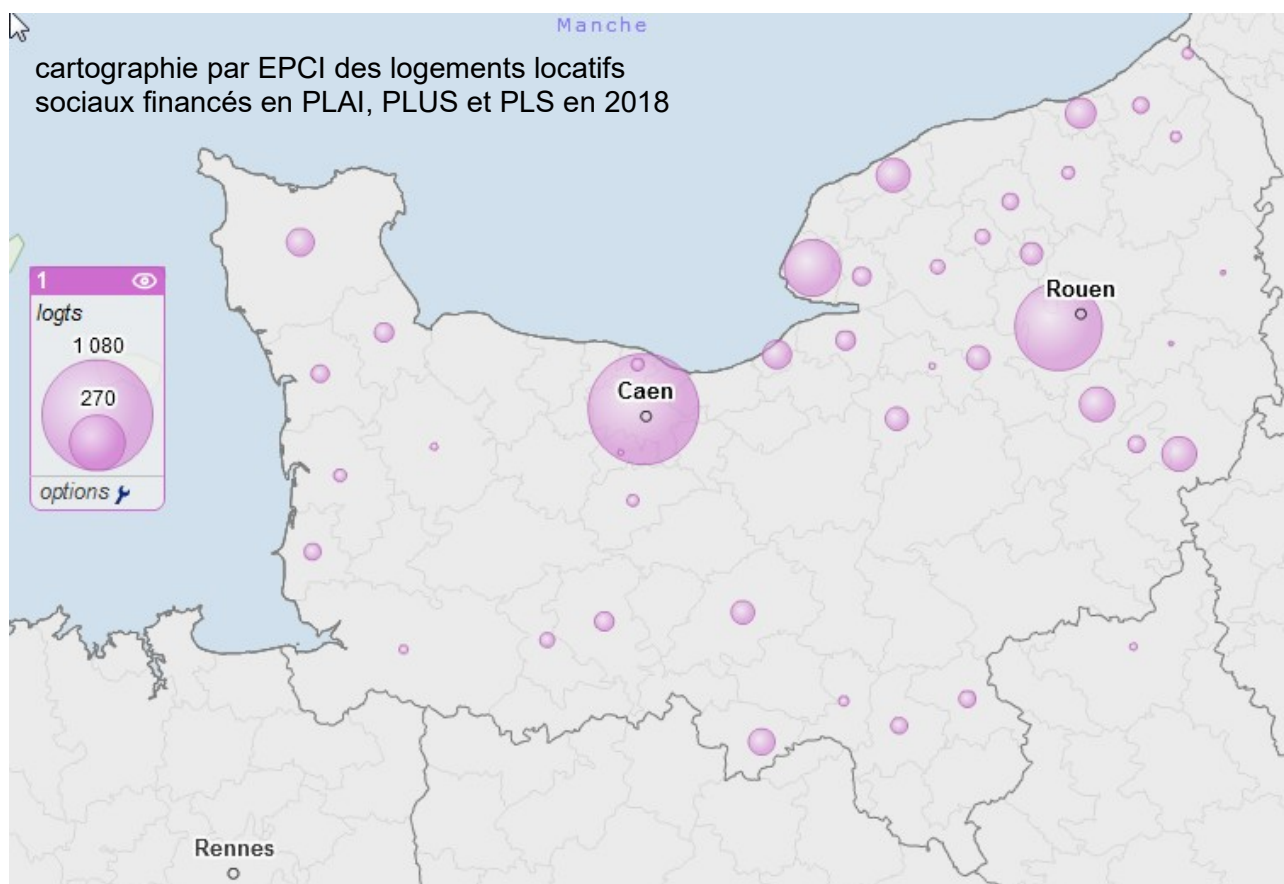 Manche
cartographie par EPCI des logements locatifs
sociaux financés en PLAI, PLUS et PLS en 2018
1
logts
1 080
270
options
Rouen
Caen
Rennes